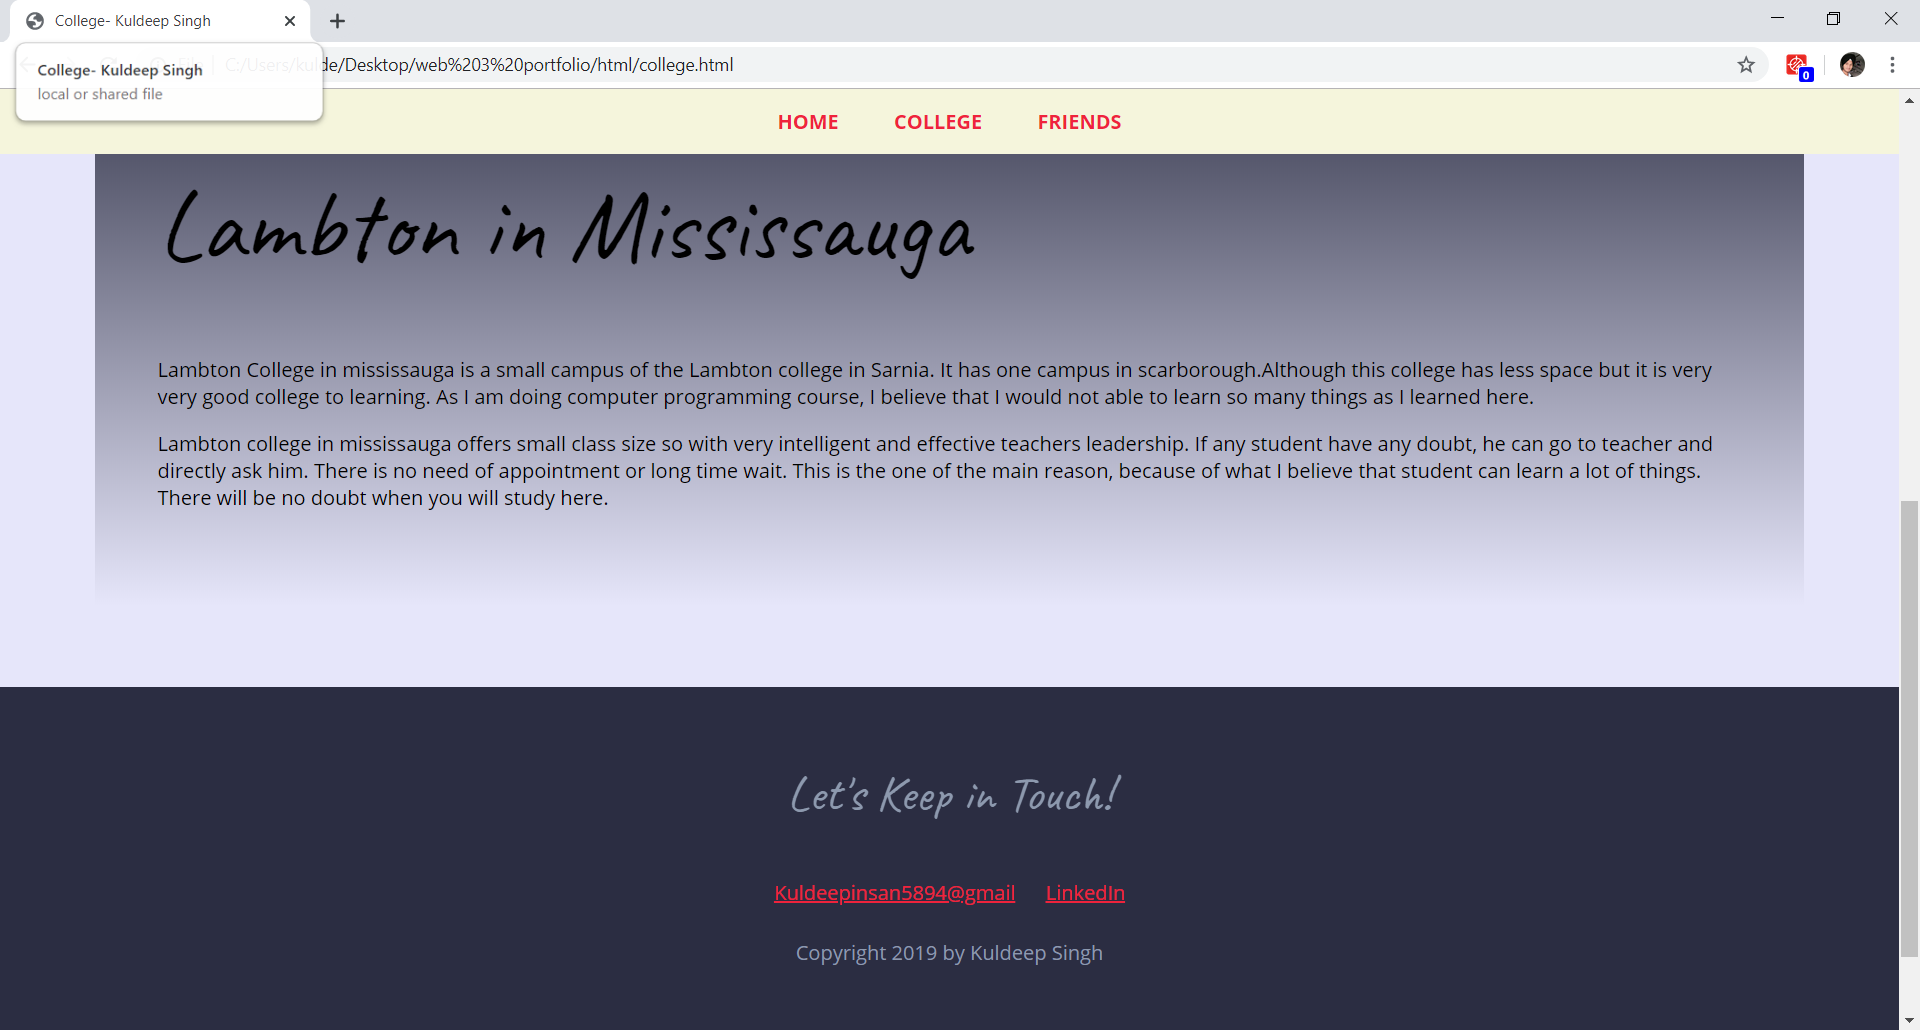 College- Kuldeep Singh
College- Kuldeep Singh
local or shared file
C:/Users/kulde/Desktop/web%203%20portfolio/html/college.html
0
HOME COLLEGE FRIENDS
Lambton in Mississauga
Lambton College in mississauga is a small campus of the Lambton college in Sarnia. It has one campus in scarborough.Although this college has less space but it is very
very good college to learning. As I am doing computer programming course, I believe that I would not able to learn so many things as I learned here.
Lambton college in mississauga offers small class size so with very intelligent and effective teachers leadership. If any student have any doubt, he can go to teacher and
directly ask him. There is no need of appointment or long time wait. This is the one of the main reason, because of what I believe that student can learn a lot of things.
There will be no doubt when you will study here.
Let's Keep in Touch!
Kuldeepinsan5894@gmail LinkedIn
Copyright 2019 by Kuldeep Singh